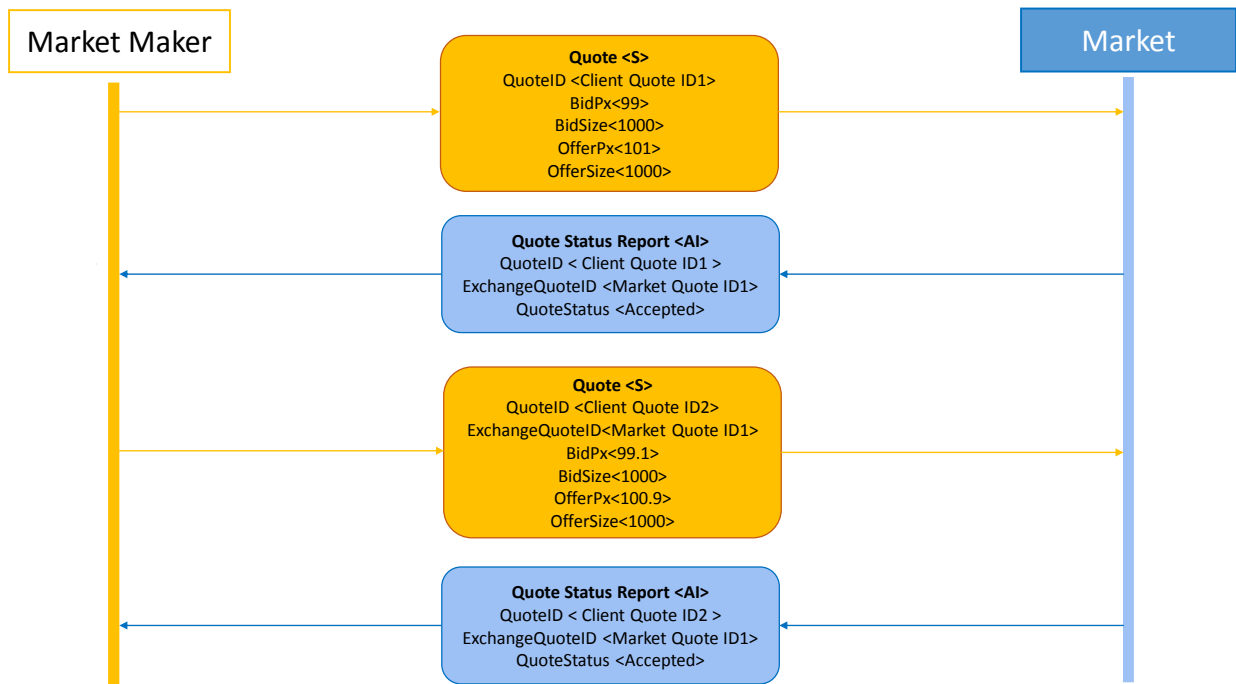 Market Maker
Market
Quote <S>
QuoteID <Client Quote ID1>
BidPx<99>
BidSize<1000>
OfferPx<101>
OfferSize<1000>
Quote Status Report <AI>
QuoteID < Client Quote ID1 >
ExchangeQuoteID <Market Quote ID1>
QuoteStatus <Accepted>
Quote <S>
QuoteID <Client Quote ID2>
ExchangeQuoteID<Market Quote ID1>
BidPx<99.1>
BidSize<1000>
OfferPx<100.9>
OfferSize<1000>
Quote Status Report <AI>
QuoteID < Client Quote ID2 >
ExchangeQuoteID <Market Quote ID1>
QuoteStatus <Accepted>